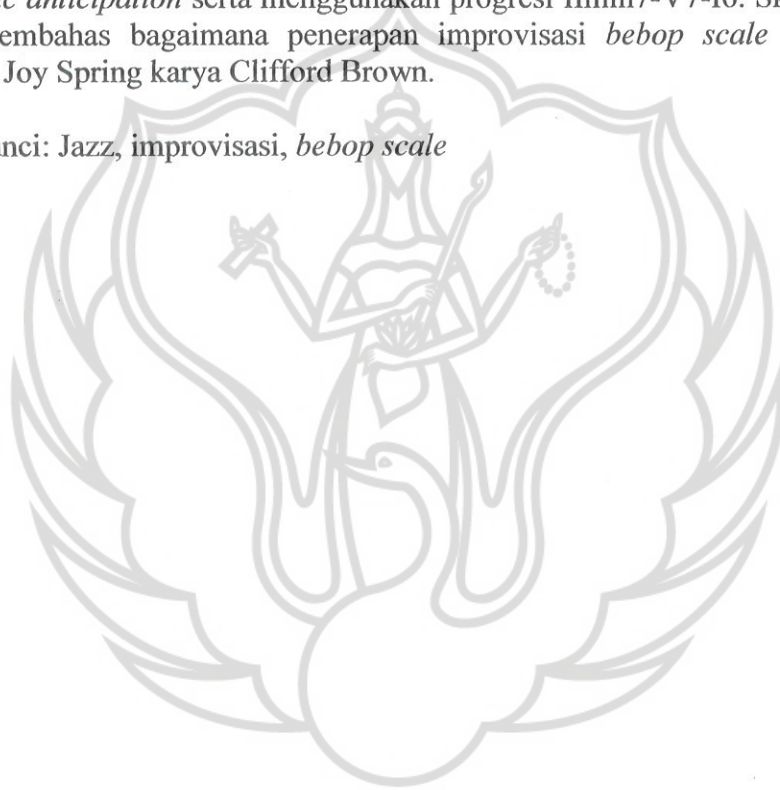 anticipation serta menggunakan progresi
embahas bagaimana penerapan improvisasi bebop scale
Joy Spring karya Clifford Brown.
nci: Jazz, improvisasi, bebop scale